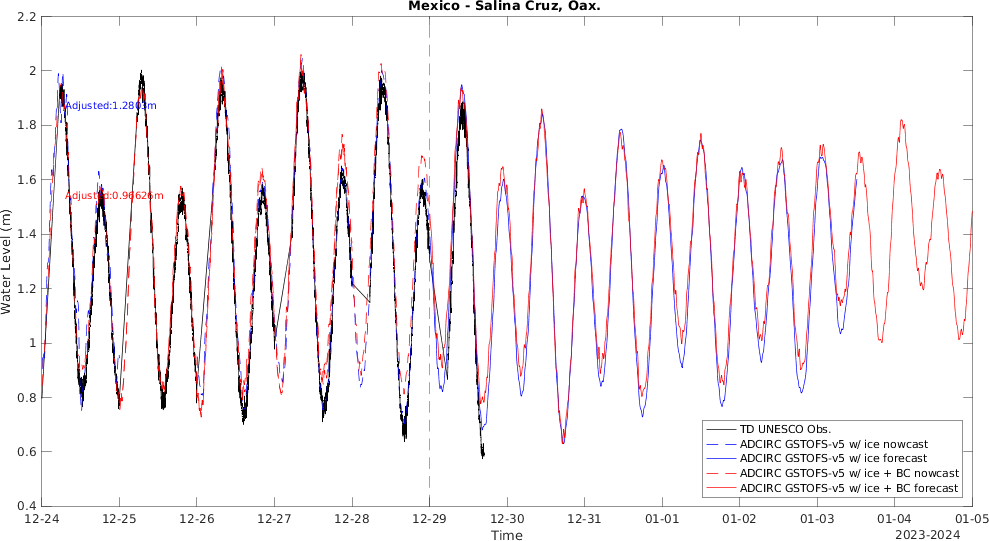 Mexico - Salina Cruz, Oax.
2.2
2
1.8
1.6
1.4
1.2
1
0.8
0.6
0.4
Water Level (m)
Adjusted:1.2803m
Adjusted:0.96626m
TD UNESCO Obs.
ADCIRC GSTOFS-v5 w/ ice nowcast
ADCIRC GSTOFS-v5 w/ ice forecast
ADCIRC GSTOFS-v5 w/ ice + BC nowcast
ADCIRC GSTOFS-v5 w/ ice + BC forecast
12-24 12-25 12-26 12-27 12-28 12-29 12-30 12-31 01-01 01-02 01-03 01-04 01-05
Time
2023-2024